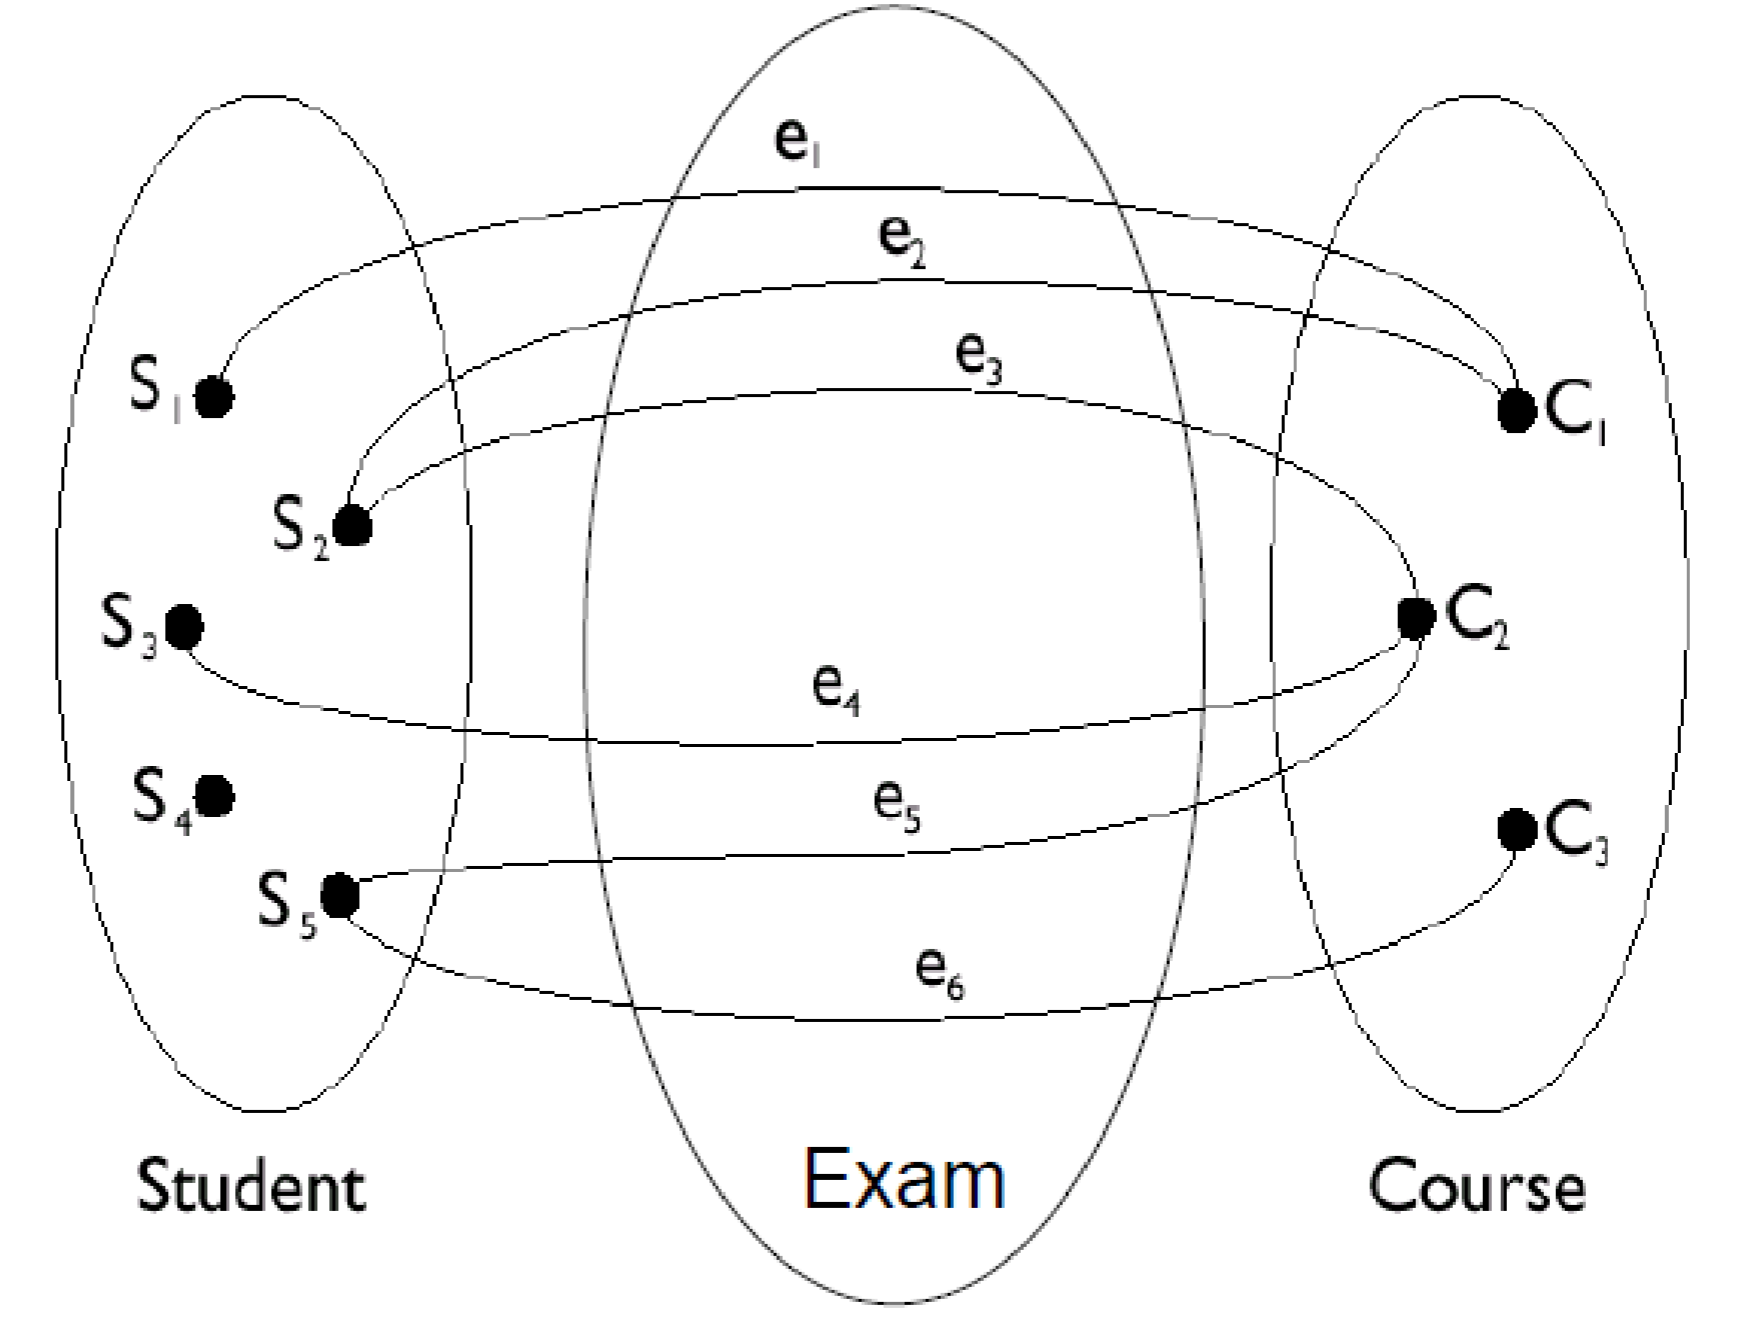 e₁
e₂
e₃
S₁
C₁
S₂
S₃
C₂
e₄
S₄
e₅
C₃
S₅
e₆
Student
Exam
Course